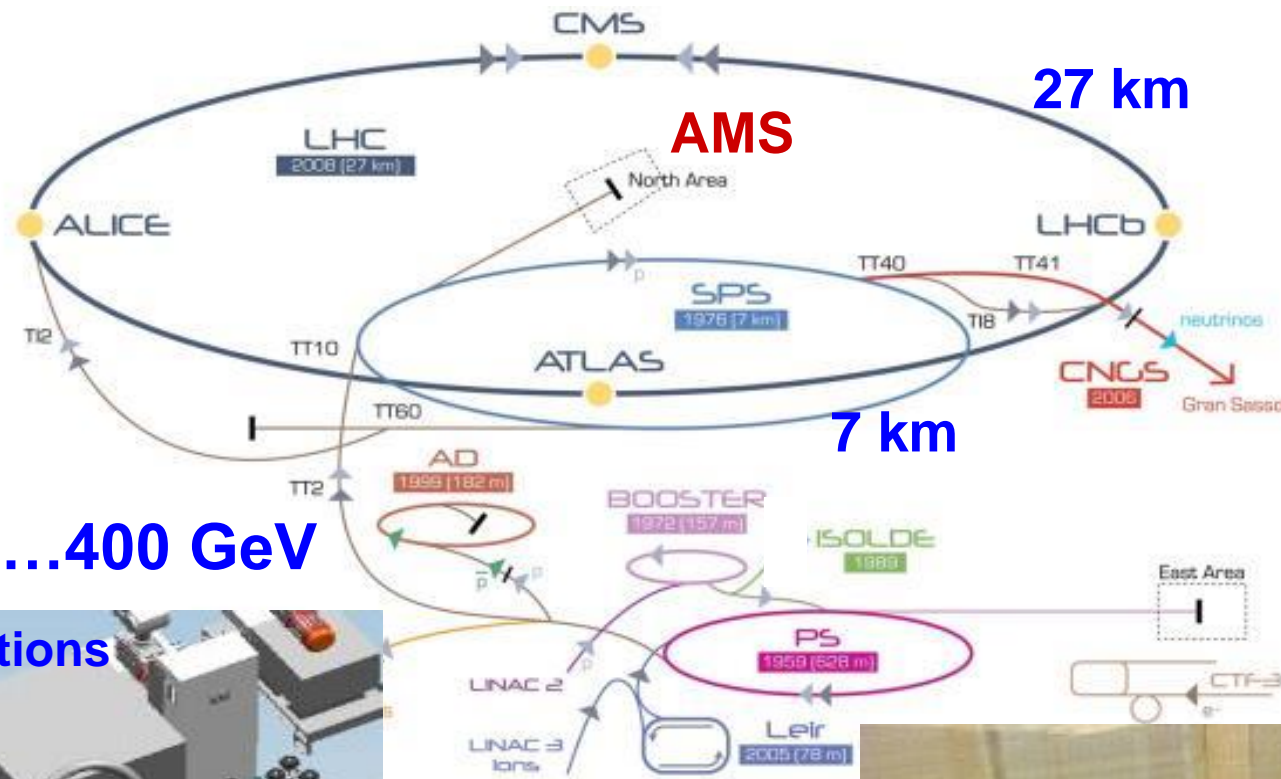 CMS
27 km
LHC
2008 (27 km)
AMS
North Area
ALICE
LHCb
TT40
TT41
p
SPS
1976 (7 km)
TI8
neutrinos
TI2
TT10
ATLAS
CNGS
2006
Gran Sasso
TT60
7 km
AD
1999 (182 m)
TT2
BOOSTER
1972 (157 m)
ISOLDE
1989
...400 GeV
p
p
East Area
tions
PS
1959 (628 m)
p
LINAC 2
CTF-3
e-
s
LINAC 3
Ions
Leir
2005 (78 m)